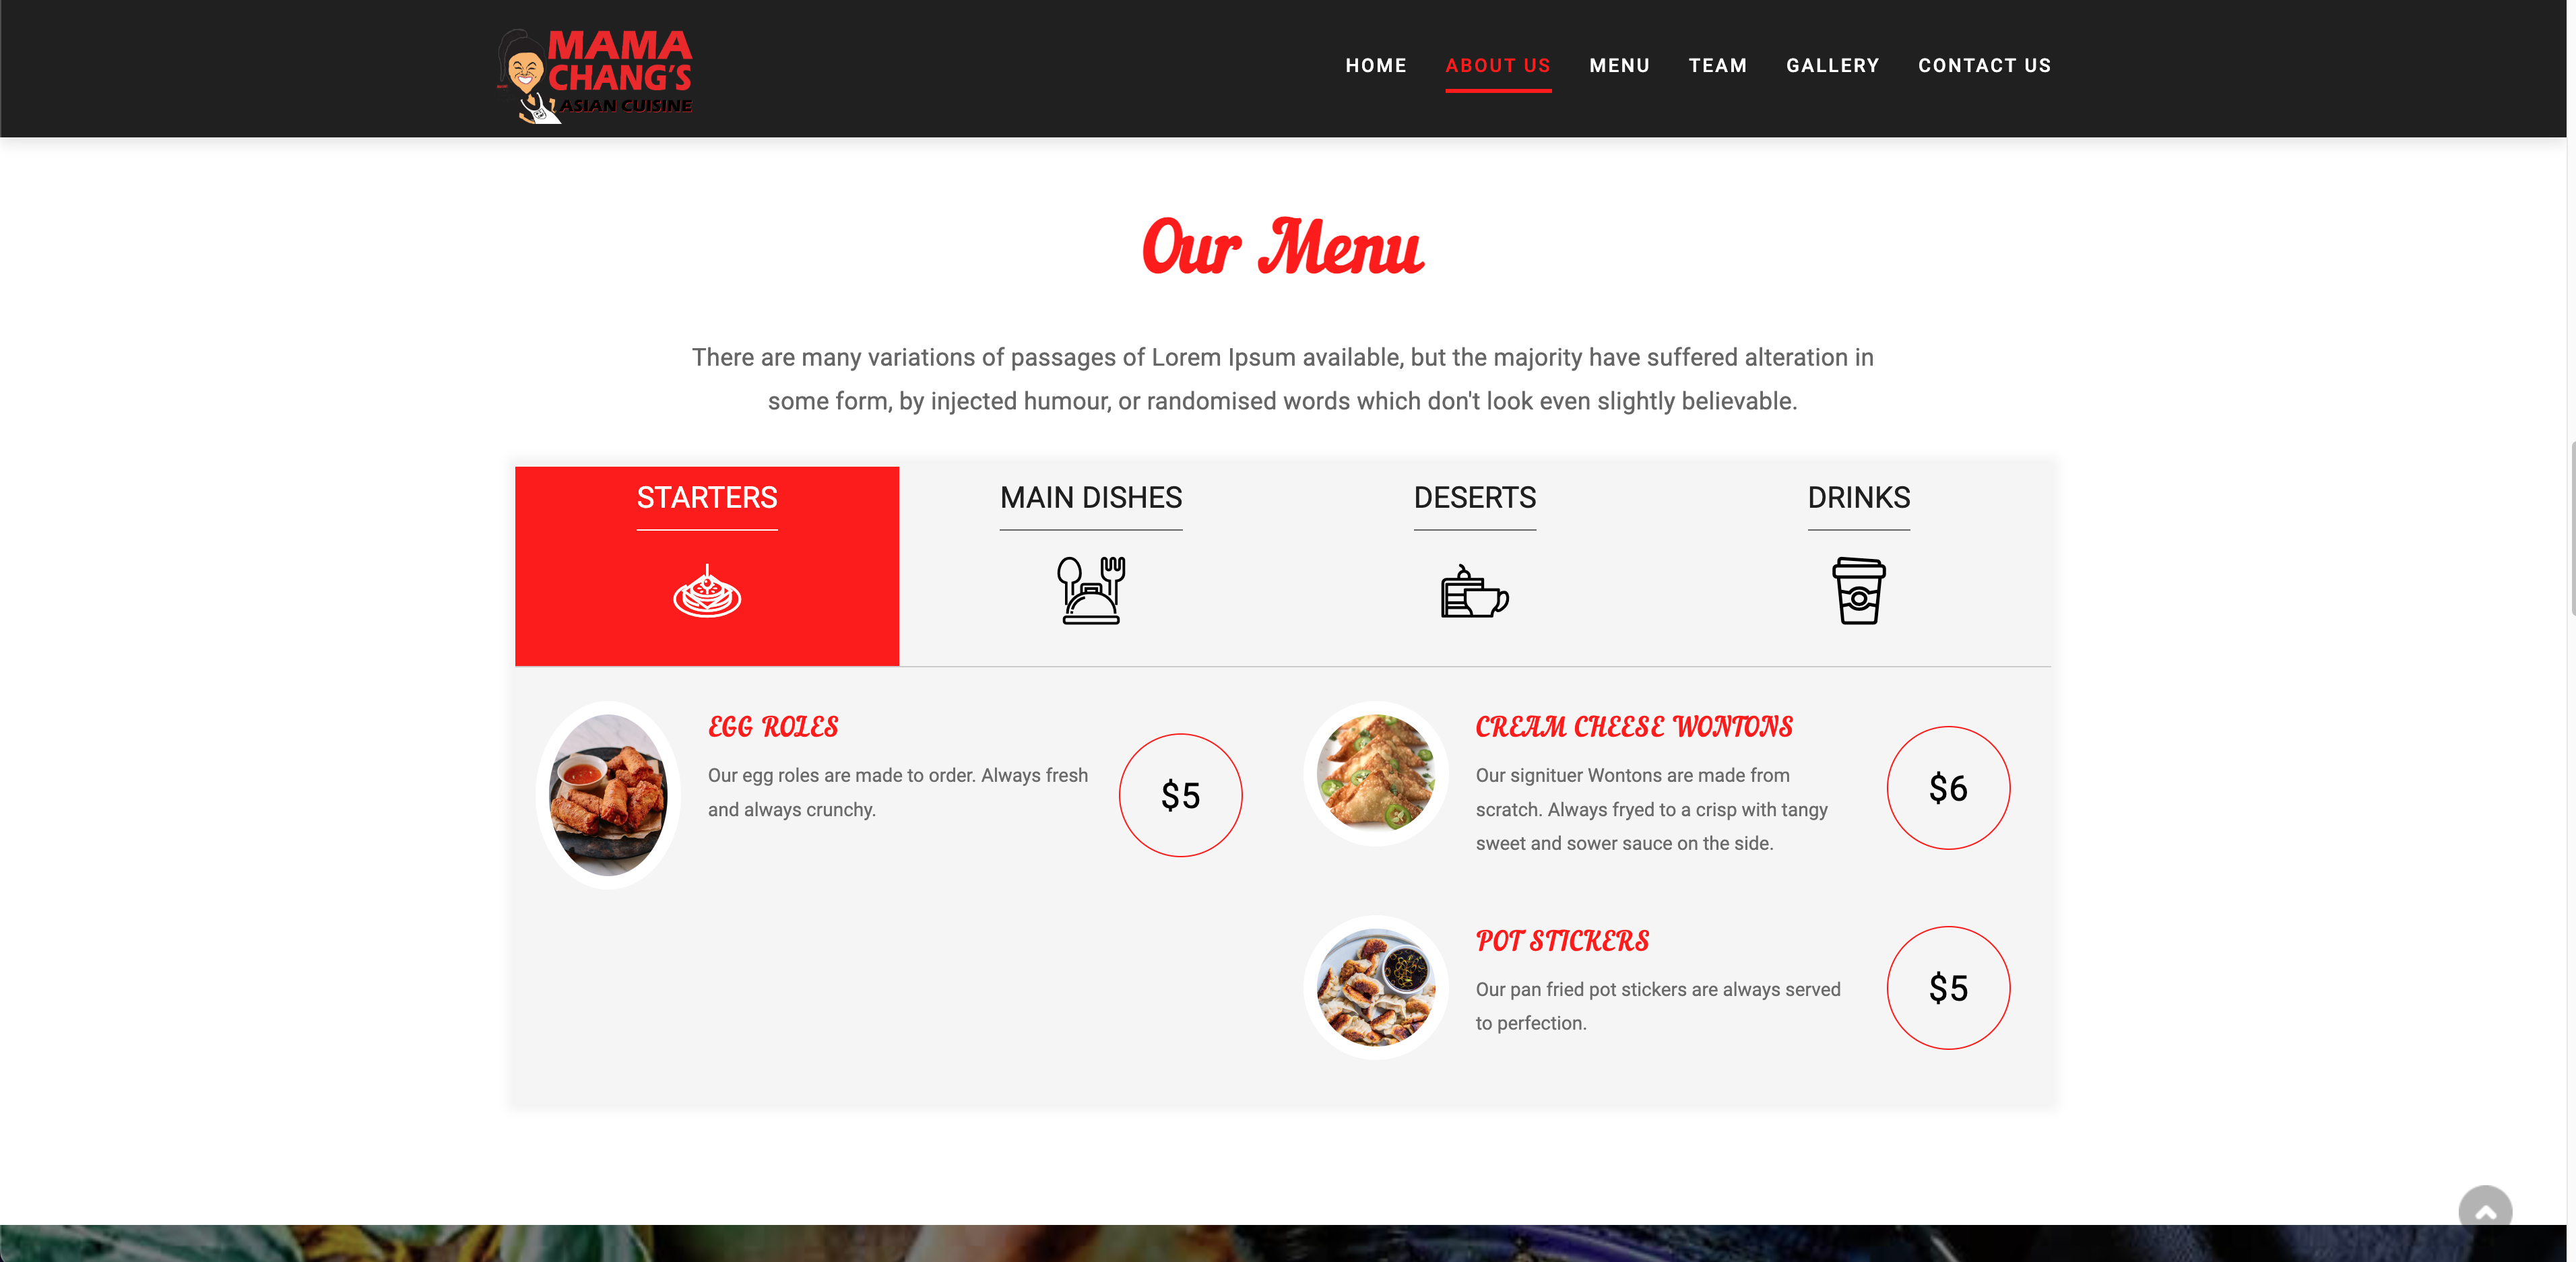 MAMA
CHANG'S
ASIAN CUISINE
HOME ABOUT US MENU TEAM GALLERY CONTACT US
Our Menu
There are many variations of passages of Lorem Ipsum available, but the majority have suffered alteration in
some form, by injected humour, or randomised words which don't look even slightly believable.
STARTERS MAIN DISHES DESERTS DRINKS
EGG ROLES
Our egg roles are made to order. Always fresh
and always crunchy.
$5
CREAM CHEESE WONTONS
Our signituer Wontons are made from
scratch. Always fryed to a crisp with tangy
sweet and sower sauce on the side.
$6
POT STICKERS
Our pan fried pot stickers are always served
to perfection.
$5